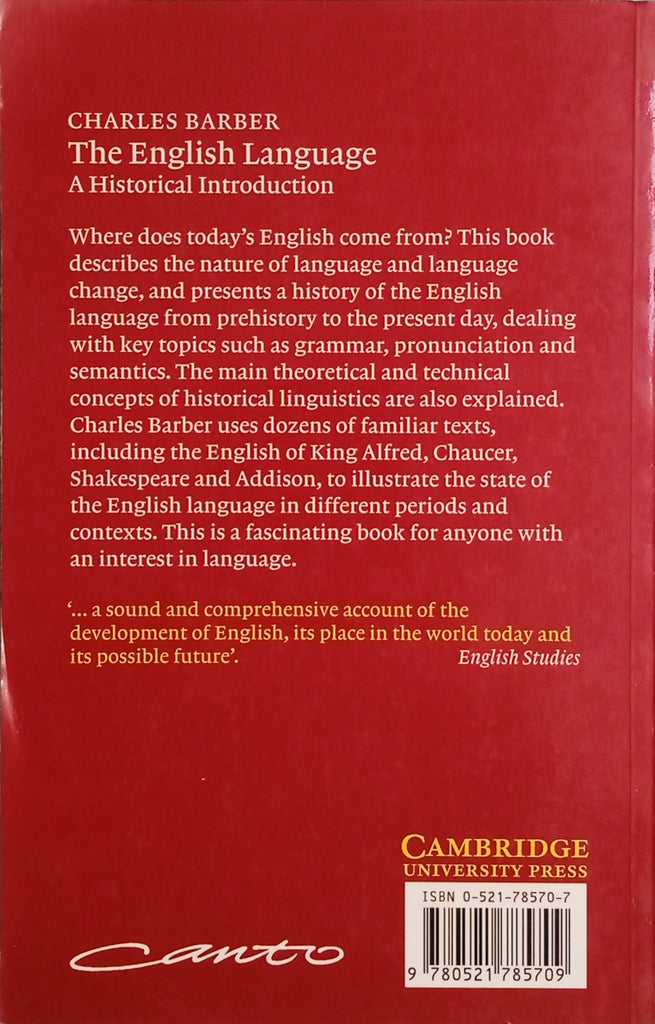 CHARLES BARBER
The English Language
A Historical Introduction
Where does today’s English come from? This book
describes the nature of language and language
change, and presents a history of the English
language from prehistory to the present day, dealing
with key topics such as grammar, pronunciation and
semantics. The main theoretical and technical
concepts of historical linguistics are also explained.
Charles Barber uses dozens of familiar texts,
including the English of King Alfred, Chaucer,
Shakespeare and Addison, to illustrate the state of
the English language in different periods and
contexts. This is a fascinating book for anyone with
an interest in language.
‘... a sound and comprehensive account of the
development of English, its place in the world today and
its possible future’. English Studies
CAMBRIDGE
UNIVERSITY PRESS
ISBN 0-521-78570-7
9 780521 785709
Canto